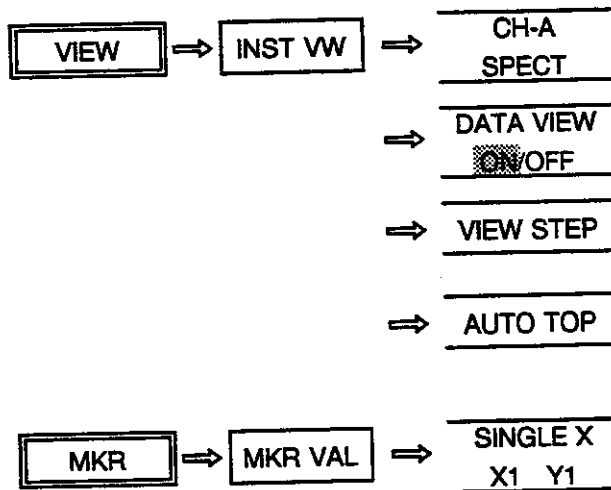 VIEW INST VW CH-A
SPECT
DATA VIEW
ON/OFF
VIEW STEP
AUTO TOP
MKR MKR VAL SINGLE X
X1 Y1